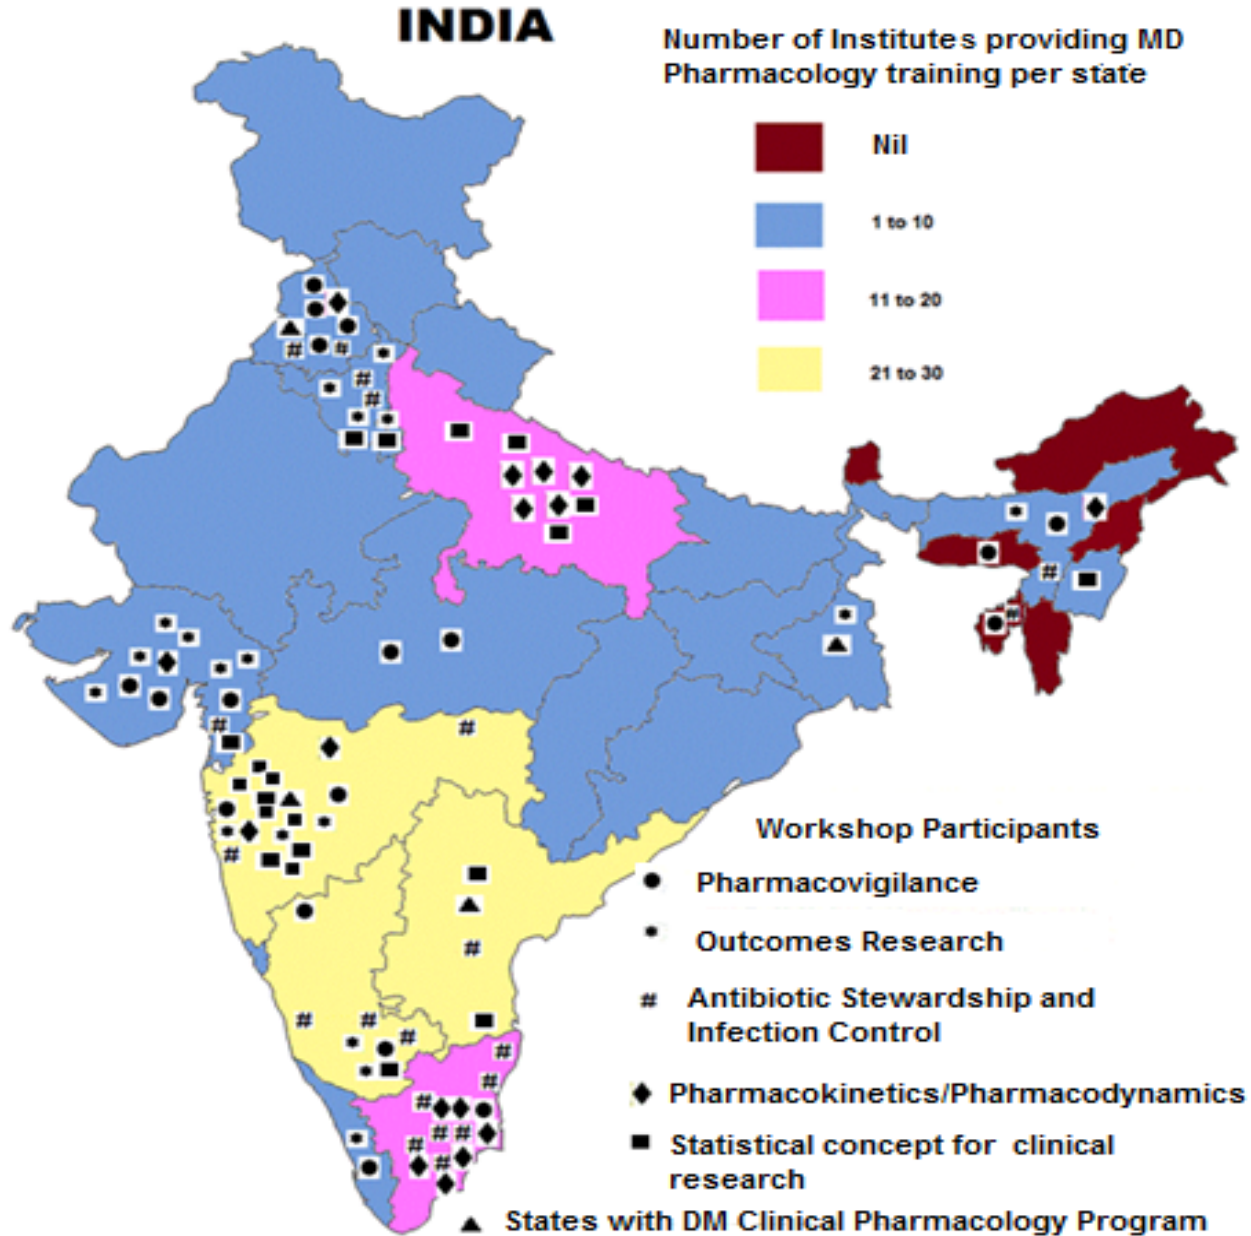 INDIA
Number of Institutes providing MD
Pharmacology training per state
Nil
1 to 10
11 to 20
21 to 30
Workshop Participants
Pharmacovigilance
Outcomes Research
# Antibiotic Stewardship and
Infection Control
Pharmacokinetics/Pharmacodynamics
Statistical concept for clinical
research
States with DM Clinical Pharmacology Program